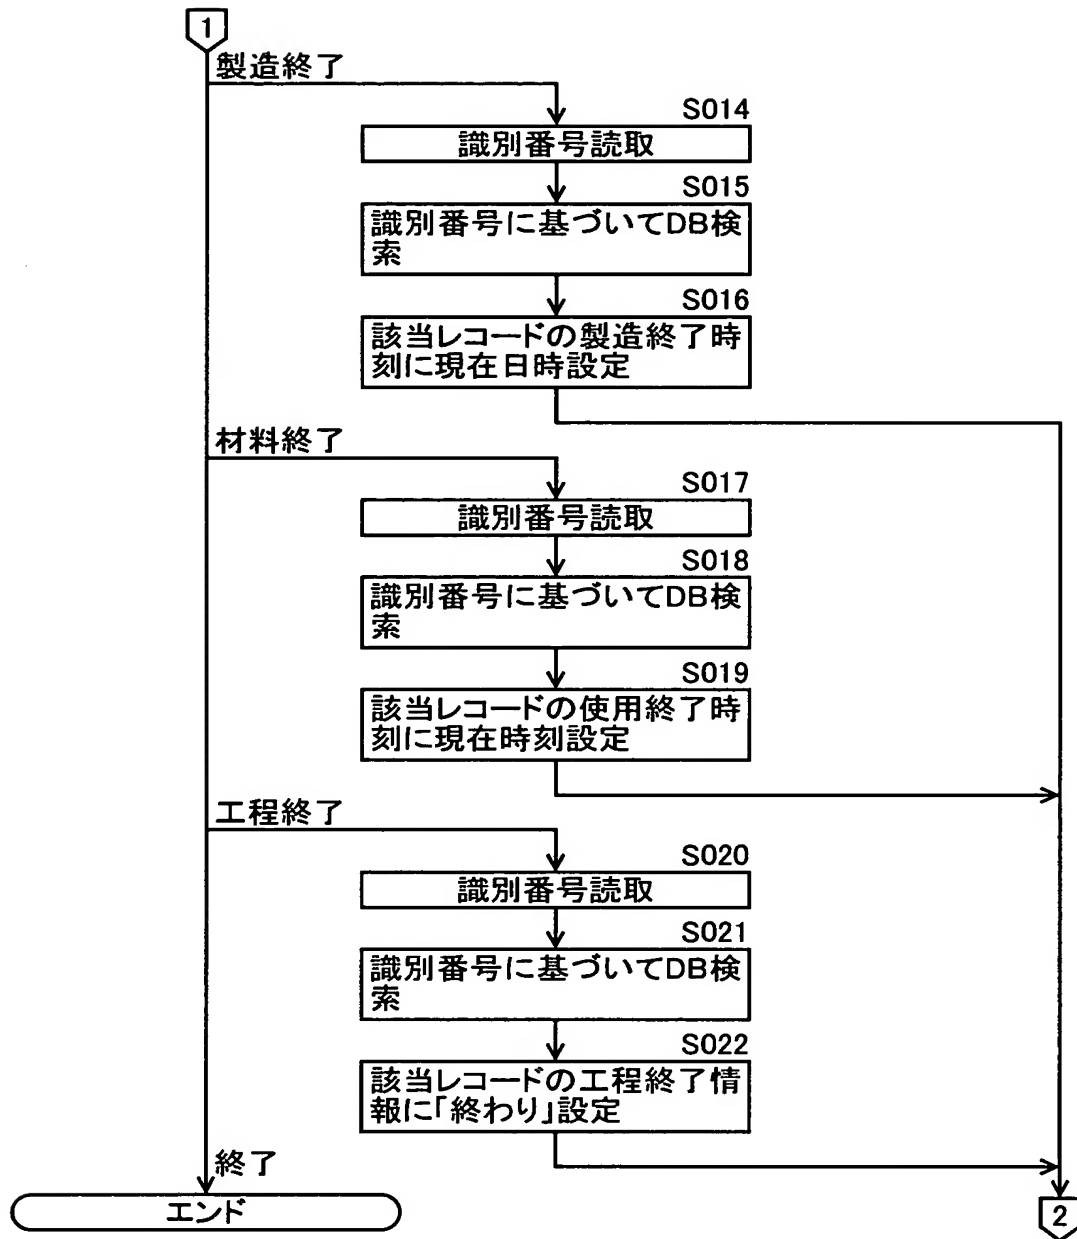 1
製造終了
S014
識別番号読取
S015
識別番号に基づいてDB検
索
S016
該当レコードの製造終了時
刻に現在日時設定
材料終了
S017
識別番号読取
S018
識別番号に基づいてDB検
索
S019
該当レコードの使用終了時
刻に現在時刻設定
工程終了
S020
識別番号読取
S021
識別番号に基づいてDB検
索
S022
該当レコードの工程終了情
報に「終わり」設定
終了
エンド
2